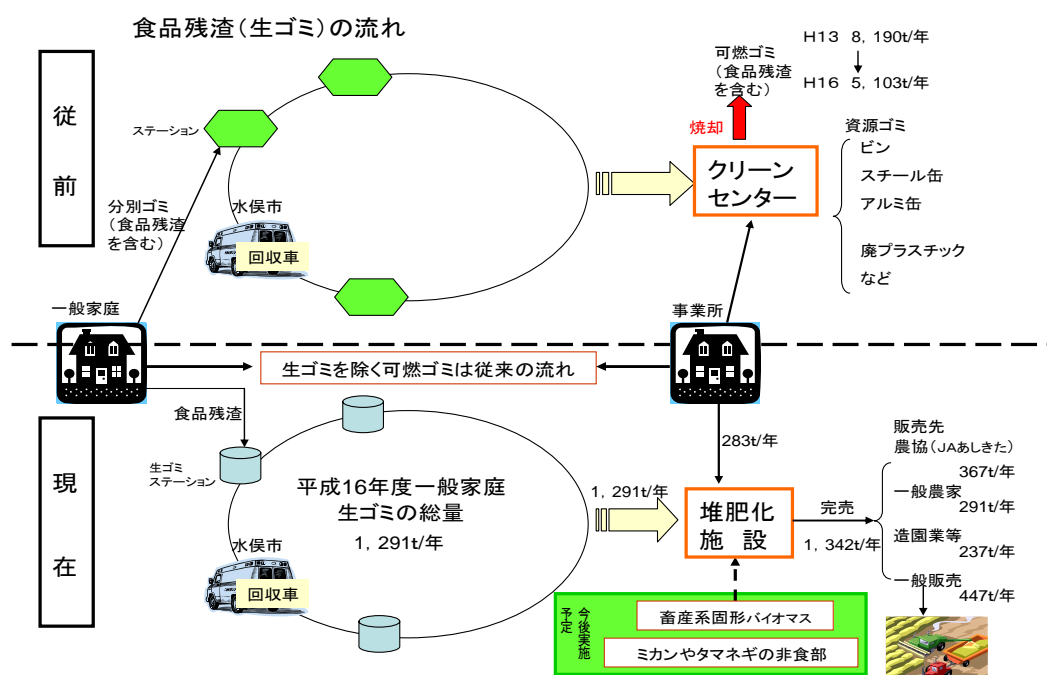 食品残渣(生ゴミ)の流れ
従
前
ステーション
分別ゴミ
(食品残渣
を含む)
水俣市
回収車
可燃ゴミ
(食品残渣
を含む)
焼却
H13 8,190t/年
H16 5,103t/年
クリーン
センター
資源ゴミ
ビン
スチール缶
アルミ缶
廃プラスチック
など
一般家庭
事業所
生ゴミを除く可燃ゴミは従来の流れ
現
在
食品残渣
生ゴミ
ステーション
水俣市
回収車
平成16年度一般家庭
生ゴミの総量
1,291t/年
1,291t/年
283t/年
堆肥化
施 設
完売
1,342t/年
販売先
農協(JAあしきた)
367t/年
一般農家
291t/年
造園業等
237t/年
一般販売
447t/年
今後実施
予定
畜産系固形バイオマス
ミカンやタマネギの非食部